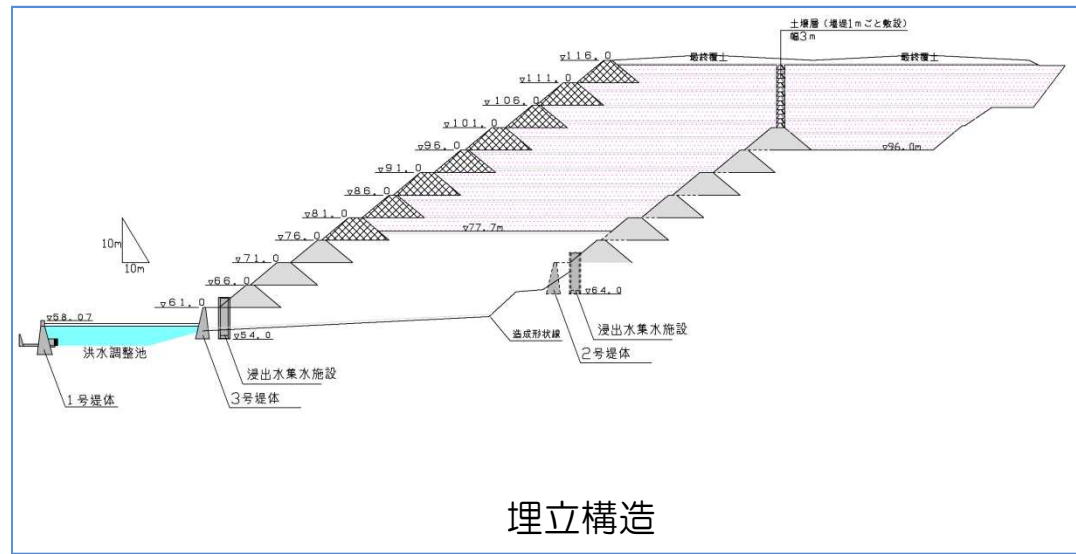 土壌層（堰堤1mごと敷設）
幅3m
▽116.0
最終覆土
最終覆土
▽111.0
▽106.0
▽101.0
▽96.0
▽96.0m
▽91.0
▽86.0
▽81.0
▽77.7m
▽76.0
10m
10m
▽71.0
▽66.0
▽64.0
▽61.0
▽58.07
▽54.0
造成形状線
浸出水集水施設
2号堤体
洪水調整池
浸出水集水施設
1号堤体
3号堤体
埋立構造